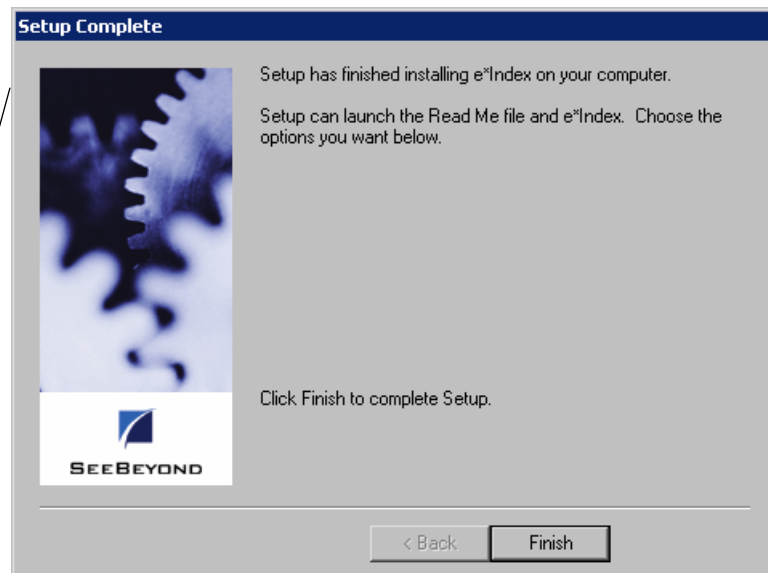 Setup Complete
Setup has finished installing e*Index on your computer.
Setup can launch the Read Me file and e*Index. Choose the
options you want below.
Click Finish to complete Setup.
SEEBEYOND
< Back
Finish